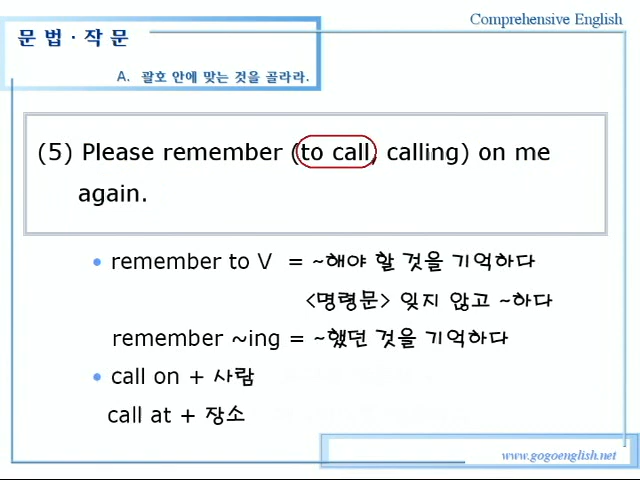 Comprehensive English
문 법 · 작 문
A. 괄호 안에 맞는 것을 골라라.
(5) Please remember (to call, calling) on me
again.
• remember to V = ~해야 할 것을 기억하다
<명령문> 잊지 않고 ~하다
remember ~ing = ~했던 것을 기억하다
• call on + 사람
call at + 장소
www.gogoenglish.net